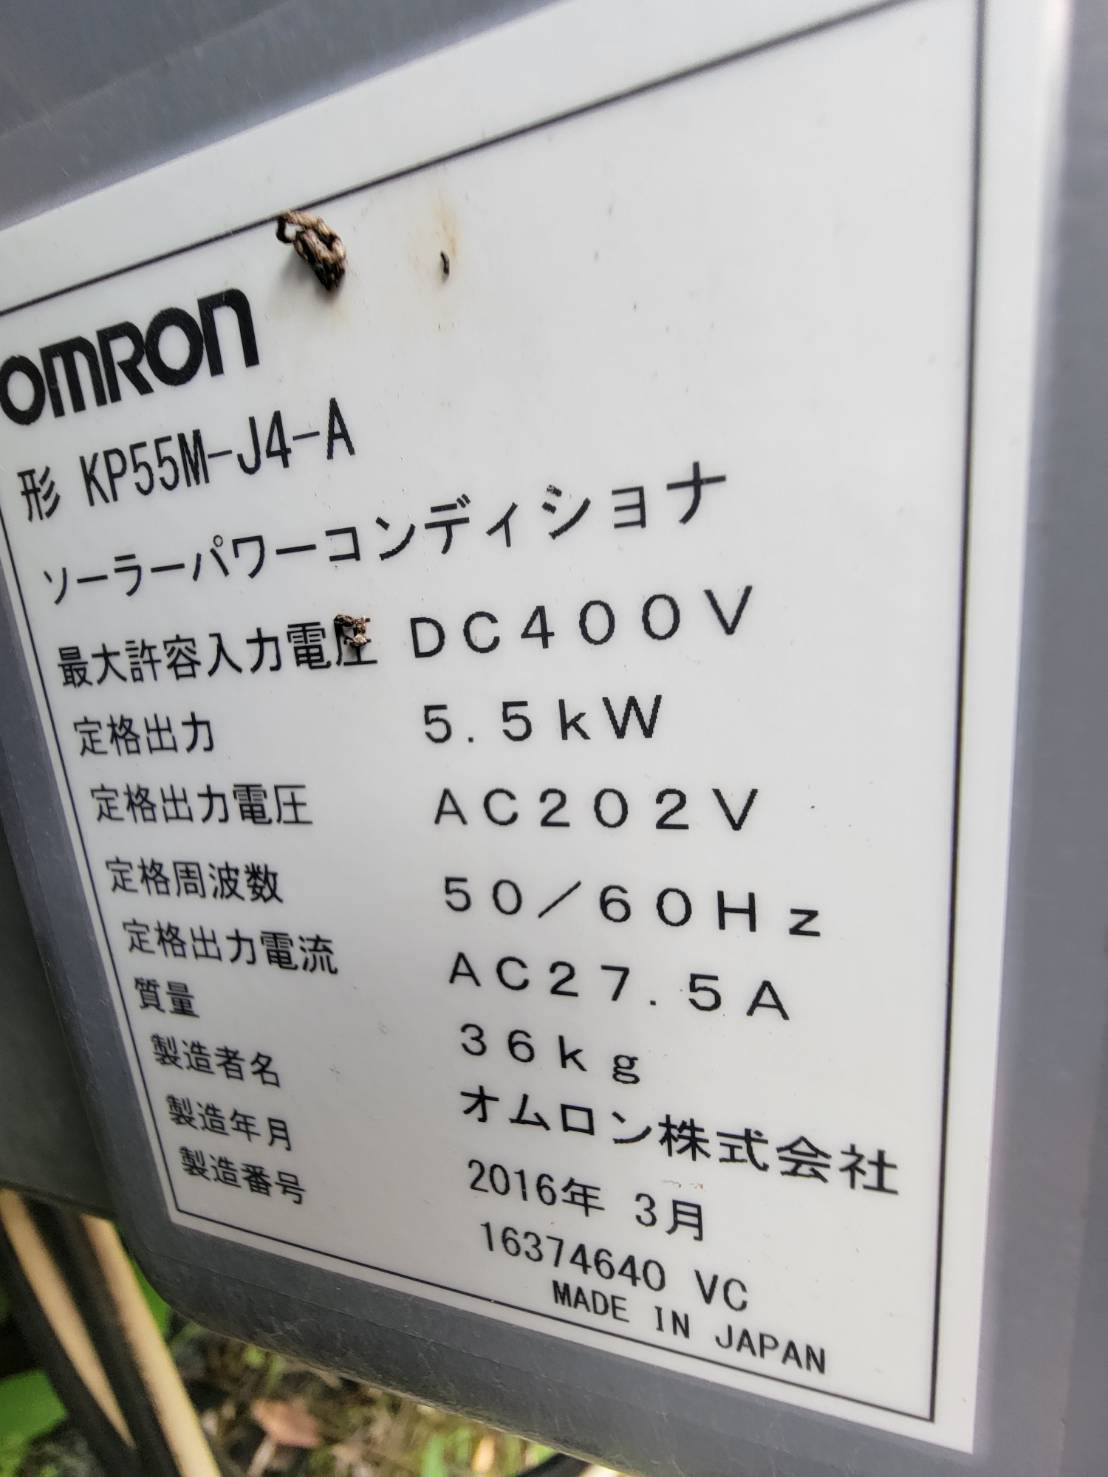 omRon
形 KP55M-J4-A
ソーラーパワーコンディショナ
最大許容入力電圧 DC400V
定格出力 5.5kW
定格出力電圧 AC202V
定格周波数 50/60Hz
定格出力電流 AC27.5A
質量 36kg
製造者名 オムロン株式会社
製造年月 2016年 3月
製造番号 16374640 VC
MADE IN JAPAN